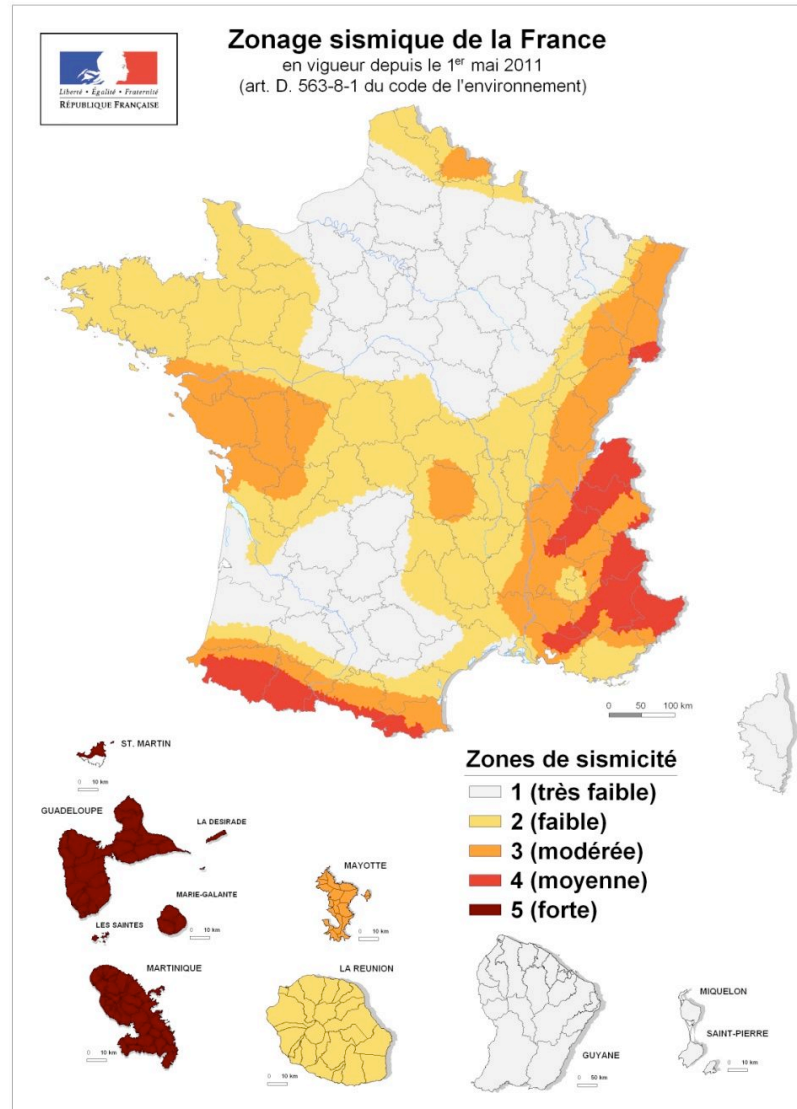 Liberté • Égalité • Fraternité
RÉPUBLIQUE FRANÇAISE
Zonage sismique de la France
en vigueur depuis le 1er mai 2011
(art. D. 563-8-1 du code de l'environnement)
0 50 100 km
ST. MARTIN
0 10 km
GUADELOUPE
LA DESIRADE
MARIE-GALANTE
LES SAINTES
0 10 km
MARTINIQUE
0 10 km
MAYOTTE
0 10 km
LA REUNION
0 10 km
Zones de sismicité
1 (très faible)
2 (faible)
3 (modérée)
4 (moyenne)
5 (forte)
GUYANE
0 50 km
MIQUELON
SAINT-PIERRE
0 10 km